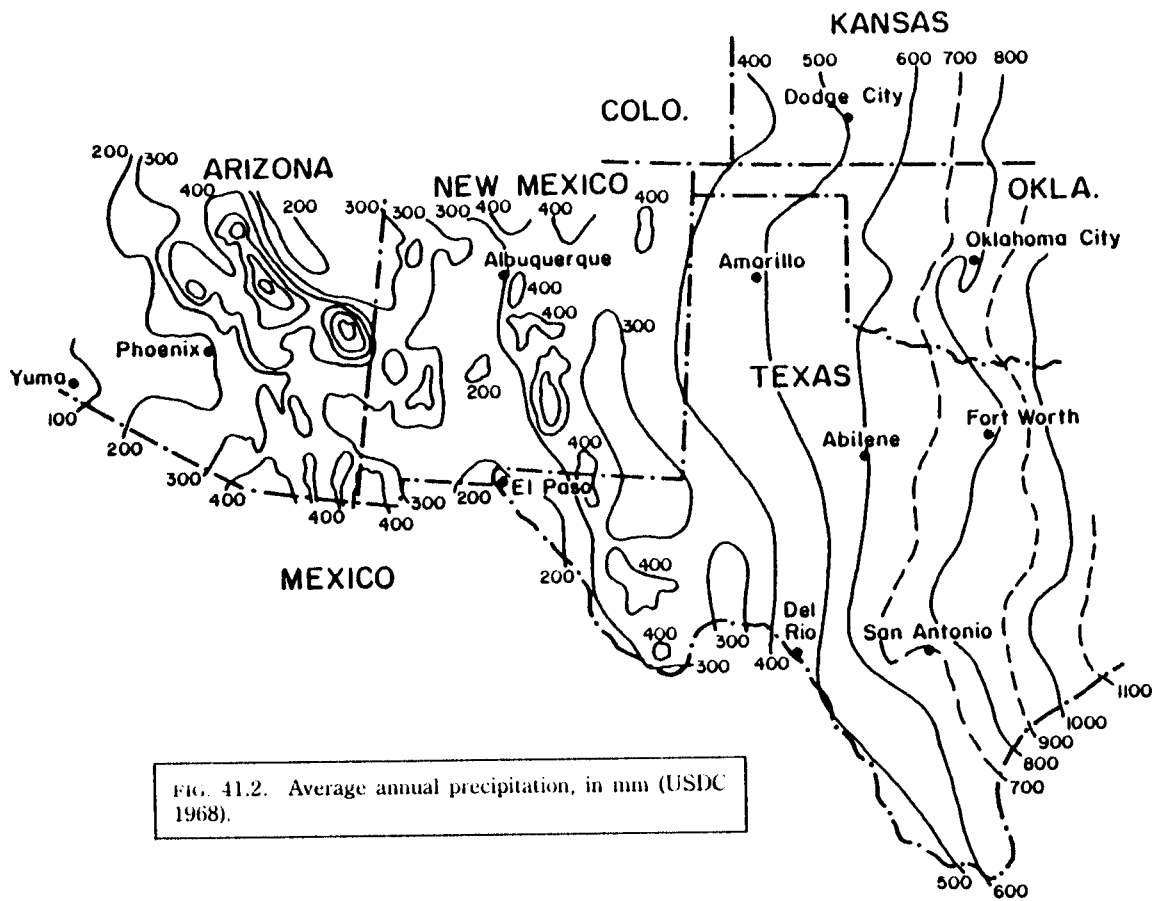 KANSAS
400 500 600 700 800
Dodge City
COLO.
200 300 ARIZONA
400
200
NEW MEXICO
300 300 300 400 400 400
OKLA.
Oklahoma City
Albuquerque
Amarillo
400
400
300
Phoenix
Yuma
200
TEXAS
100
Fort Worth
200
Abilene
400
300
200 El Paso
400
300
400
400
MEXICO
200
400
Del
Rio
San Antonio
400
300
300
400
1100
1000
900
800
700
FIG. 41.2. Average annual precipitation, in mm (USDC
1968).
500
600